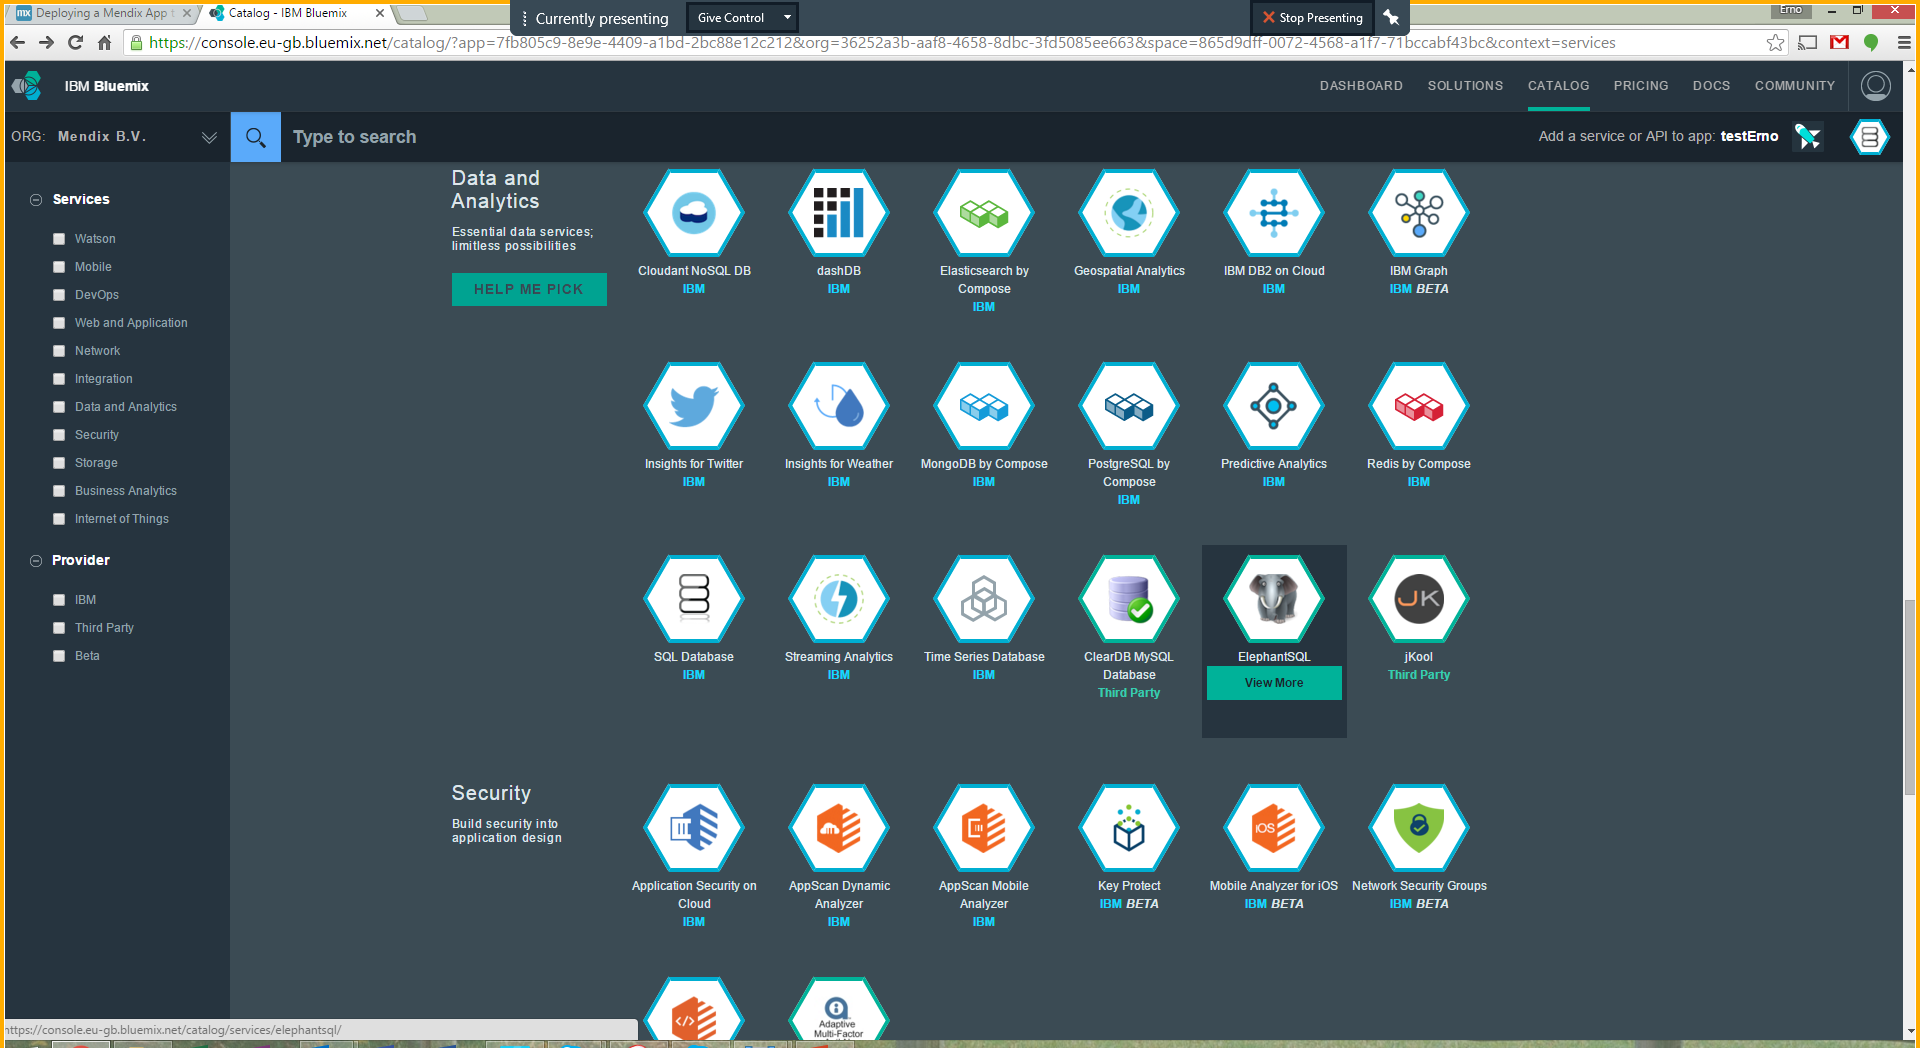 Deploying a Mendix App t
Catalog - IBM Bluemix
Currently presenting
Give Control
Stop Presenting
Erno
https://console.eu-gb.bluemix.net/catalog/?app=7fb805c9-8e9e-4409-a1bd-2bc88e12c212&org=36252a3b-aaf8-4658-8dbc-3fd5085ee663&space=865d9dff-0072-4568-a1f7-71bccabf43bc&context=services
IBM Bluemix
DASHBOARD
SOLUTIONS
CATALOG
PRICING
DOCS
COMMUNITY
ORG: Mendix B.V.
Type to search
Add a service or API to app: testErno
Services
Watson
Mobile
DevOps
Web and Application
Network
Integration
Data and Analytics
Security
Storage
Business Analytics
Internet of Things
Provider
IBM
Third Party
Beta
Data and
Analytics
Essential data services;
limitless possibilities
HELP ME PICK
Cloudant NoSQL DB
IBM
dashDB
IBM
Elasticsearch by
Compose
IBM
Geospatial Analytics
IBM
IBM DB2 on Cloud
IBM
IBM Graph
IBM BETA
Insights for Twitter
IBM
Insights for Weather
IBM
MongoDB by Compose
IBM
PostgreSQL by
Compose
IBM
Predictive Analytics
IBM
Redis by Compose
IBM
SQL Database
IBM
Streaming Analytics
IBM
Time Series Database
IBM
ClearDB MySQL
Database
Third Party
ElephantSQL
View More
JK
jKool
Third Party
Security
Build security into
application design
Application Security on
Cloud
IBM
AppScan Dynamic
Analyzer
IBM
AppScan Mobile
Analyzer
IBM
Key Protect
IBM BETA
iOS
Mobile Analyzer for iOS
IBM BETA
Network Security Groups
IBM BETA
Adaptive
Multi-Factor
https://console.eu-gb.bluemix.net/catalog/services/elephantsql/